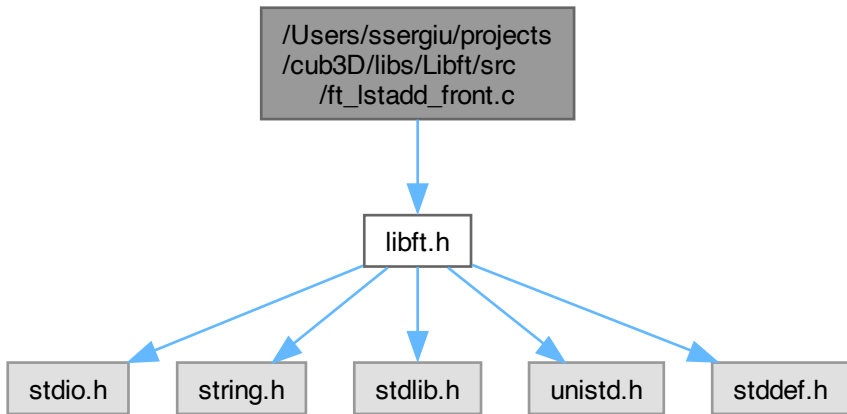 /Users/ssergiu/projects
/cub3D/libs/Libft/src
/ft_lstadd_front.c
libft.h
stdio.h
string.h
stdlib.h
unistd.h
stddef.h